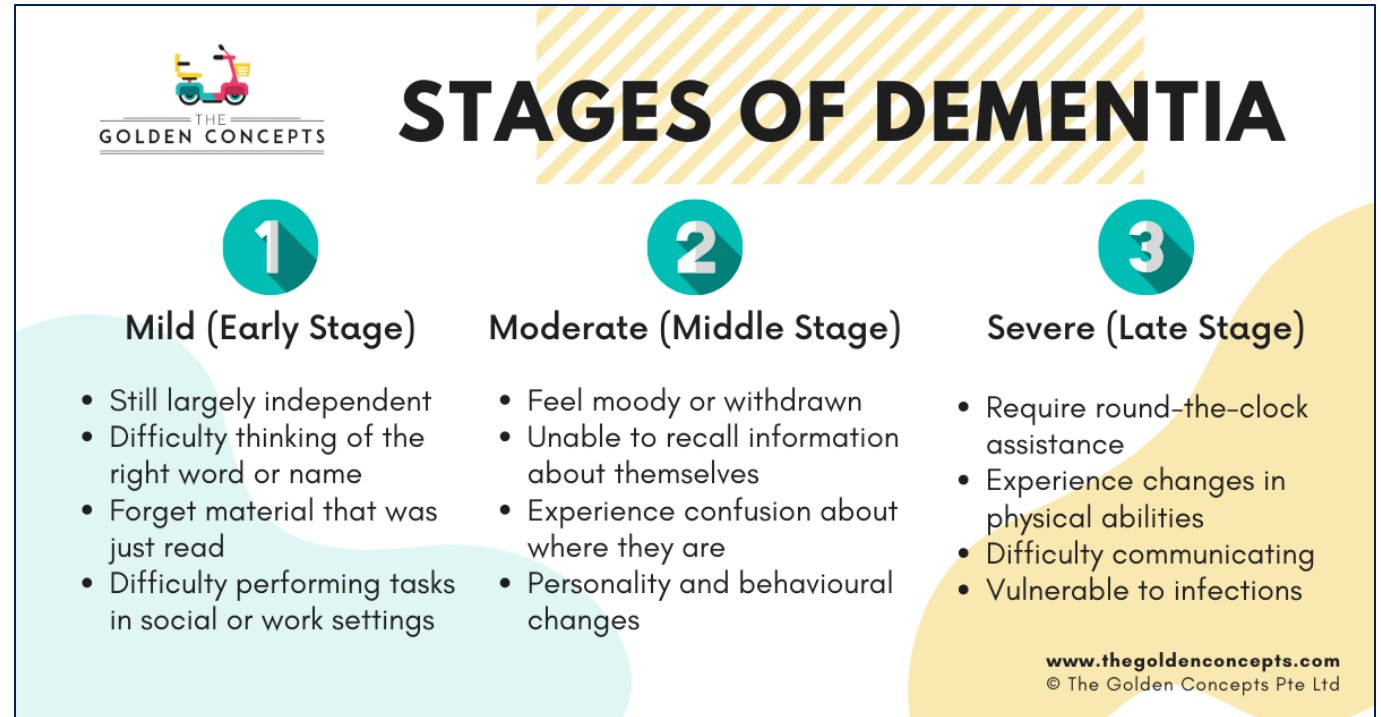 THE
GOLDEN CONCEPTS
STAGES OF DEMENTIA
1
Mild (Early Stage)
• Still largely independent
• Difficulty thinking of the
right word or name
• Forget material that was
just read
• Difficulty performing tasks
in social or work settings
2
Moderate (Middle Stage)
• Feel moody or withdrawn
• Unable to recall information
about themselves
• Experience confusion about
where they are
• Personality and behavioural
changes
3
Severe (Late Stage)
• Require round-the-clock
assistance
• Experience changes in
physical abilities
• Difficulty communicating
• Vulnerable to infections
www.thegoldenconcepts.com
© The Golden Concepts Pte Ltd